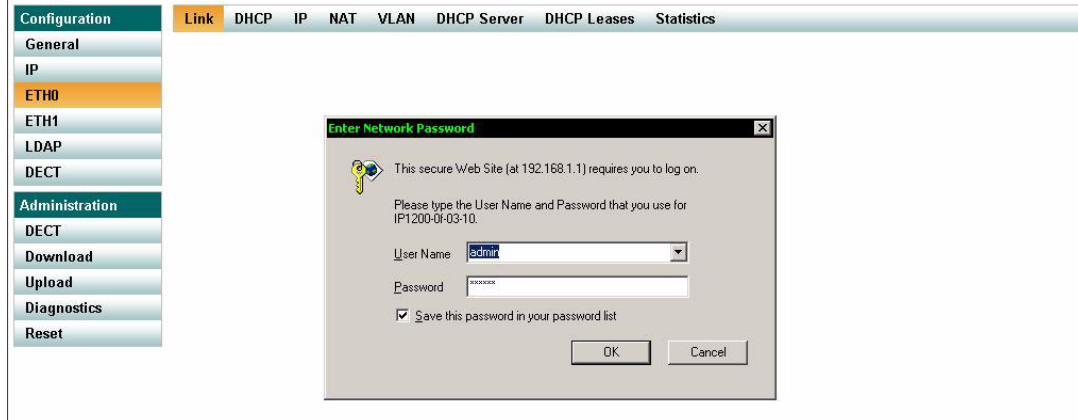 Configuration
General
IP
ETH0
ETH1
LDAP
DECT
Administration
DECT
Download
Upload
Diagnostics
Reset
Link DHCP IP NAT VLAN DHCP Server DHCP Leases Statistics
Enter Network Password
This secure Web Site (at 192.168.1.1) requires you to log on.
Please type the User Name and Password that you use for
IP1200-0f-03-10.
User Name admin
Password xxxxxx
Save this password in your password list
OK Cancel